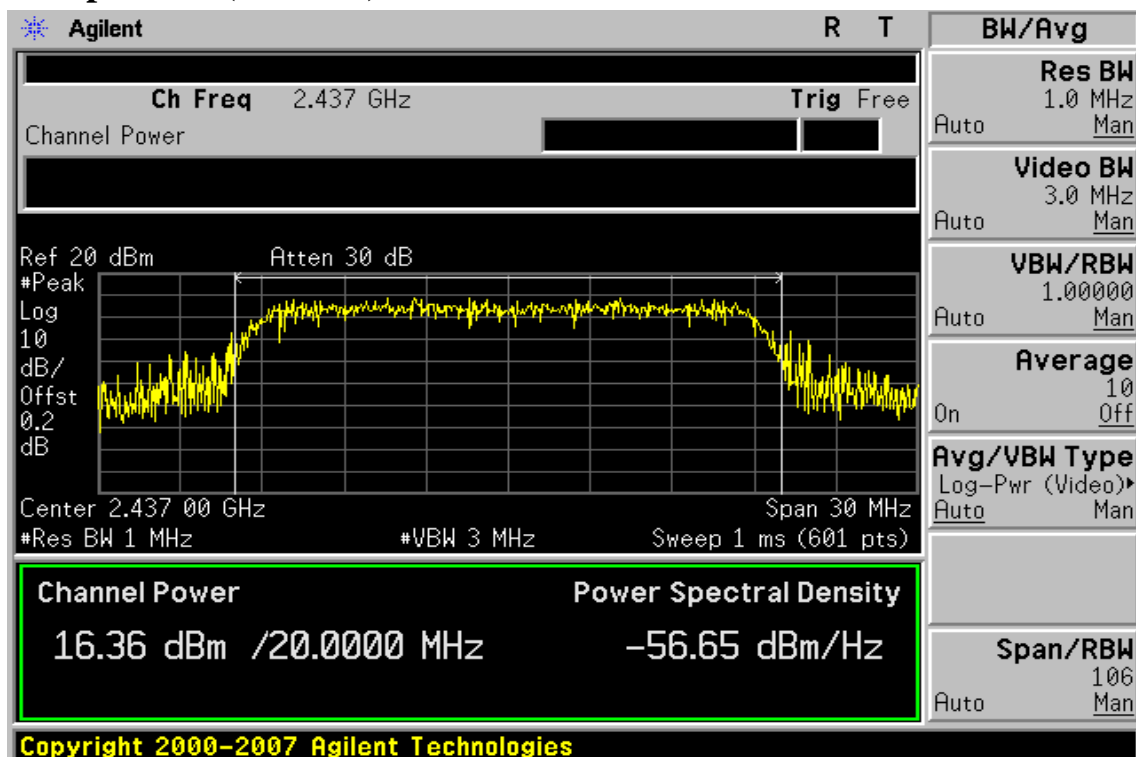 Agilent R T
Ch Freq 2.437 GHz Trig Free
Channel Power
Ref 20 dBm Atten 30 dB
#Peak
Log
10
dB/
Offst
0.2
dB
Center 2.437 00 GHz Span 30 MHz
#Res BW 1 MHz #VBW 3 MHz Sweep 1 ms (601 pts)
Channel Power Power Spectral Density
16.36 dBm /20.0000 MHz -56.65 dBm/Hz
Copyright 2000-2007 Agilent Technologies
BW/Avg
Res BW
1.0 MHz
Auto Man
Video BW
3.0 MHz
Auto Man
VBW/RBW
1.00000
Auto Man
Average
10
On Off
Avg/VBW Type
Log-Pwr (Video)▸
Auto Man
Span/RBW
106
Auto Man